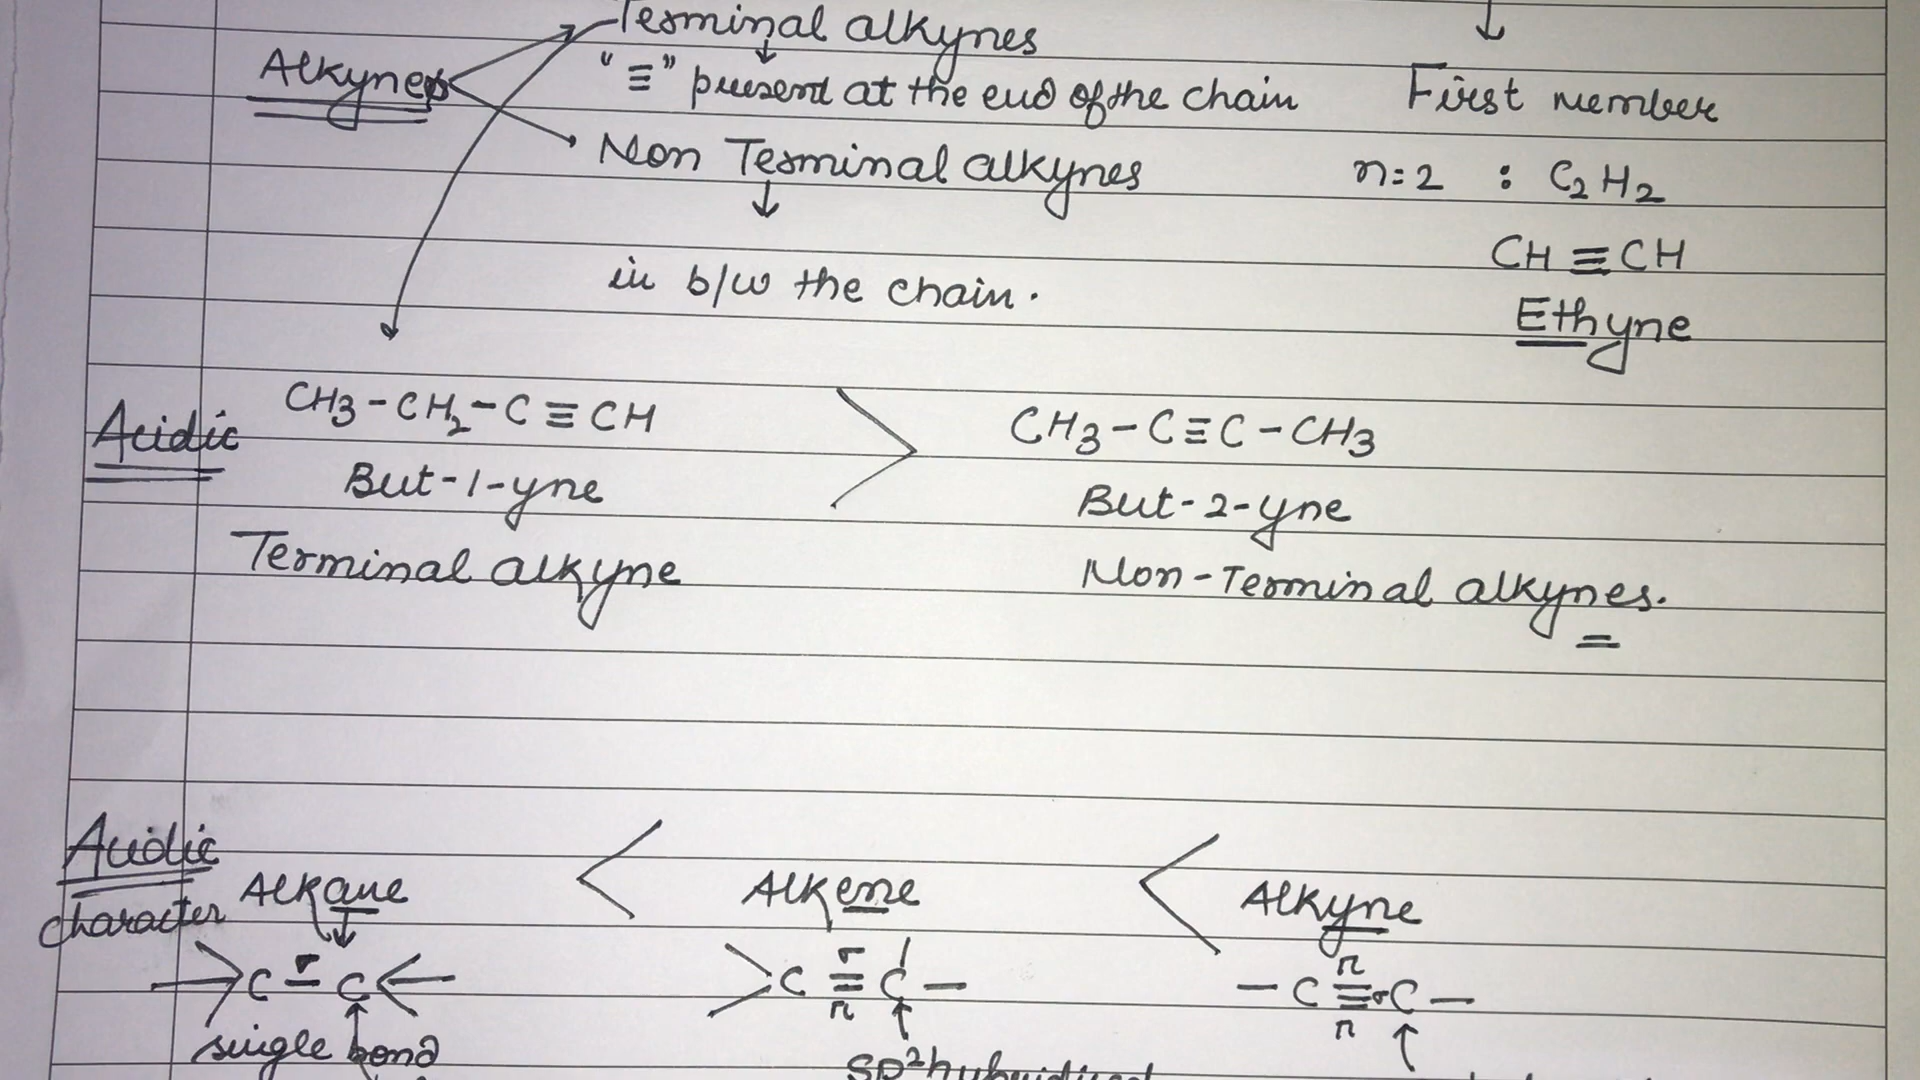 Terminal alkynes
Alkynes
"≡" present at the end of the chain
First member
Non Terminal alkynes
n=2 : C2H2
in b/w the chain.
CH≡CH
Ethyne
Acidic
CH3-CH2-C≡CH
CH3-C≡C-CH3
But-1-yne
But-2-yne
Terminal alkyne
Non-Terminal alkynes.
Acidic
character
Alkane < Alkene < Alkyne
C - C
C = C
- C ≡ C -
single bond
SP2 hybridized